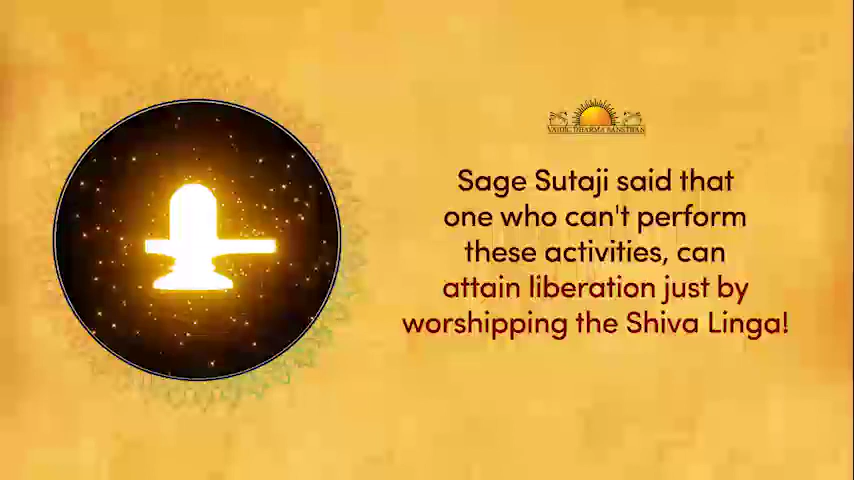 VAIDIC DHARMA SANSTHAN
Sage Sutaji said that
one who can't perform
these activities, can
attain liberation just by
worshipping the Shiva Linga!